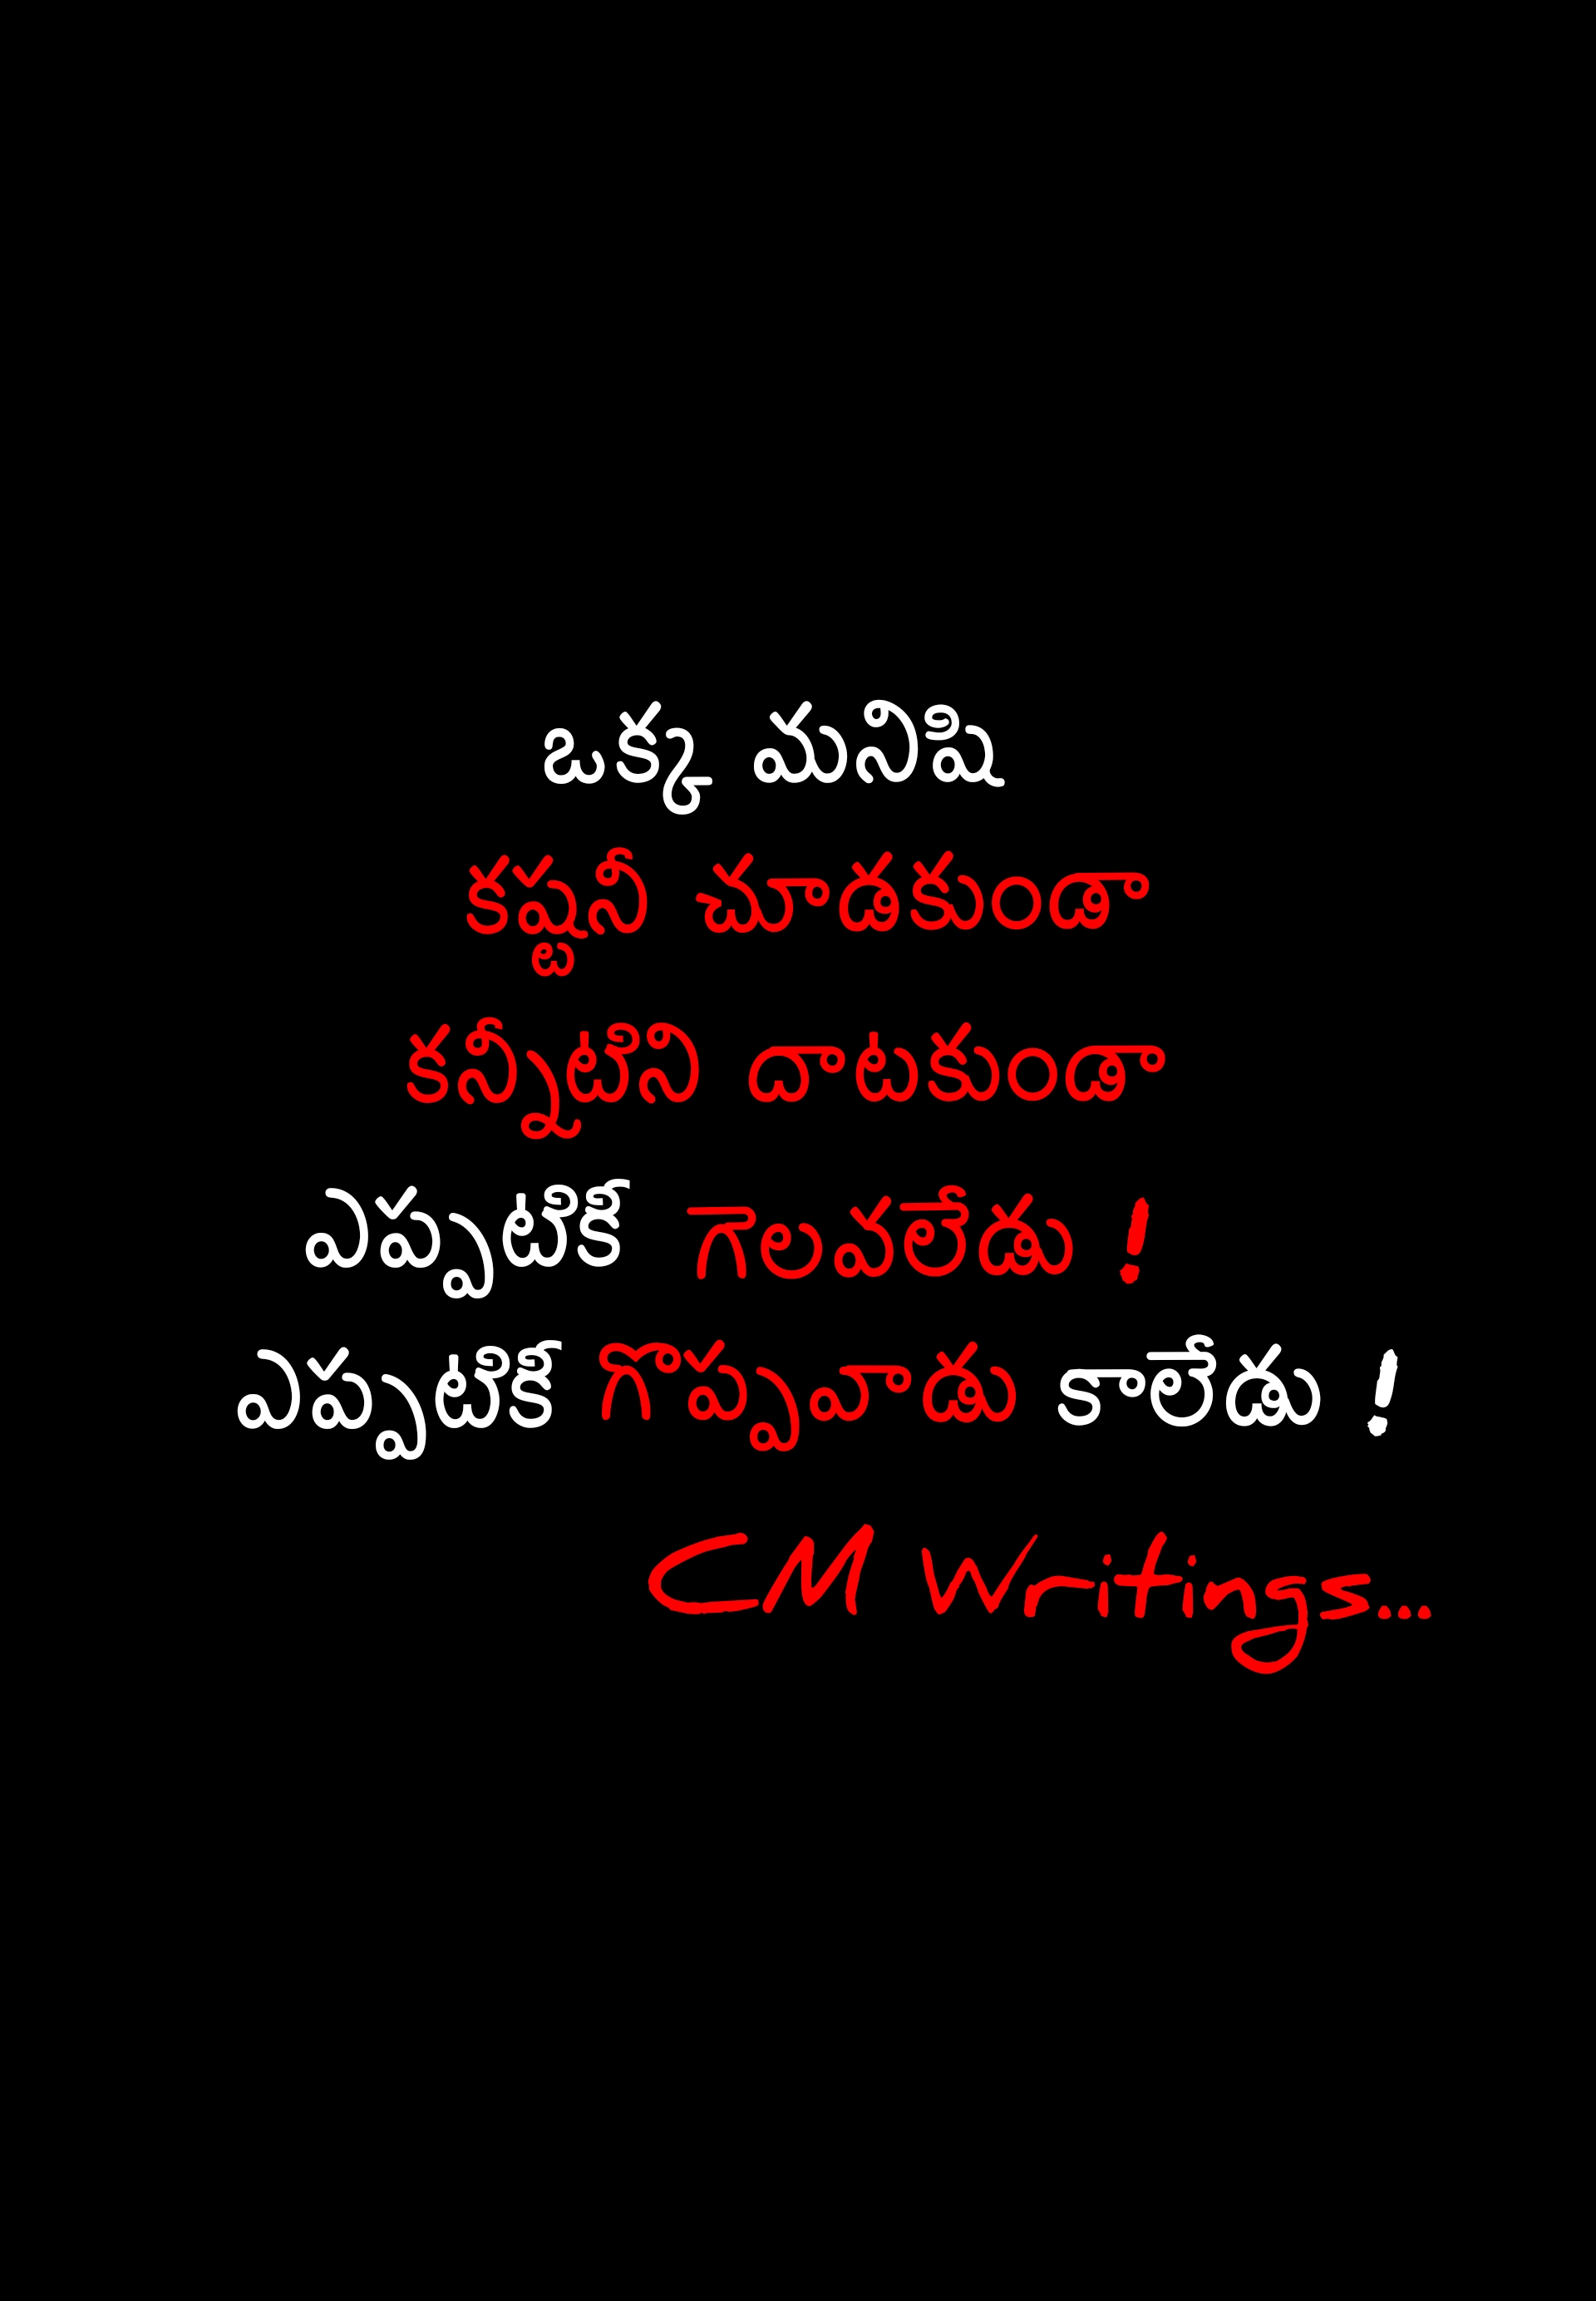 ఒక్క మనిషి
కష్టనీ చూడకుండా
కన్నీటిని దాటకుండా
ఎప్పటికీ గెలవలేడు !
ఎప్పటికీ గొప్పవాడు కాలేడు !
CM Writings...